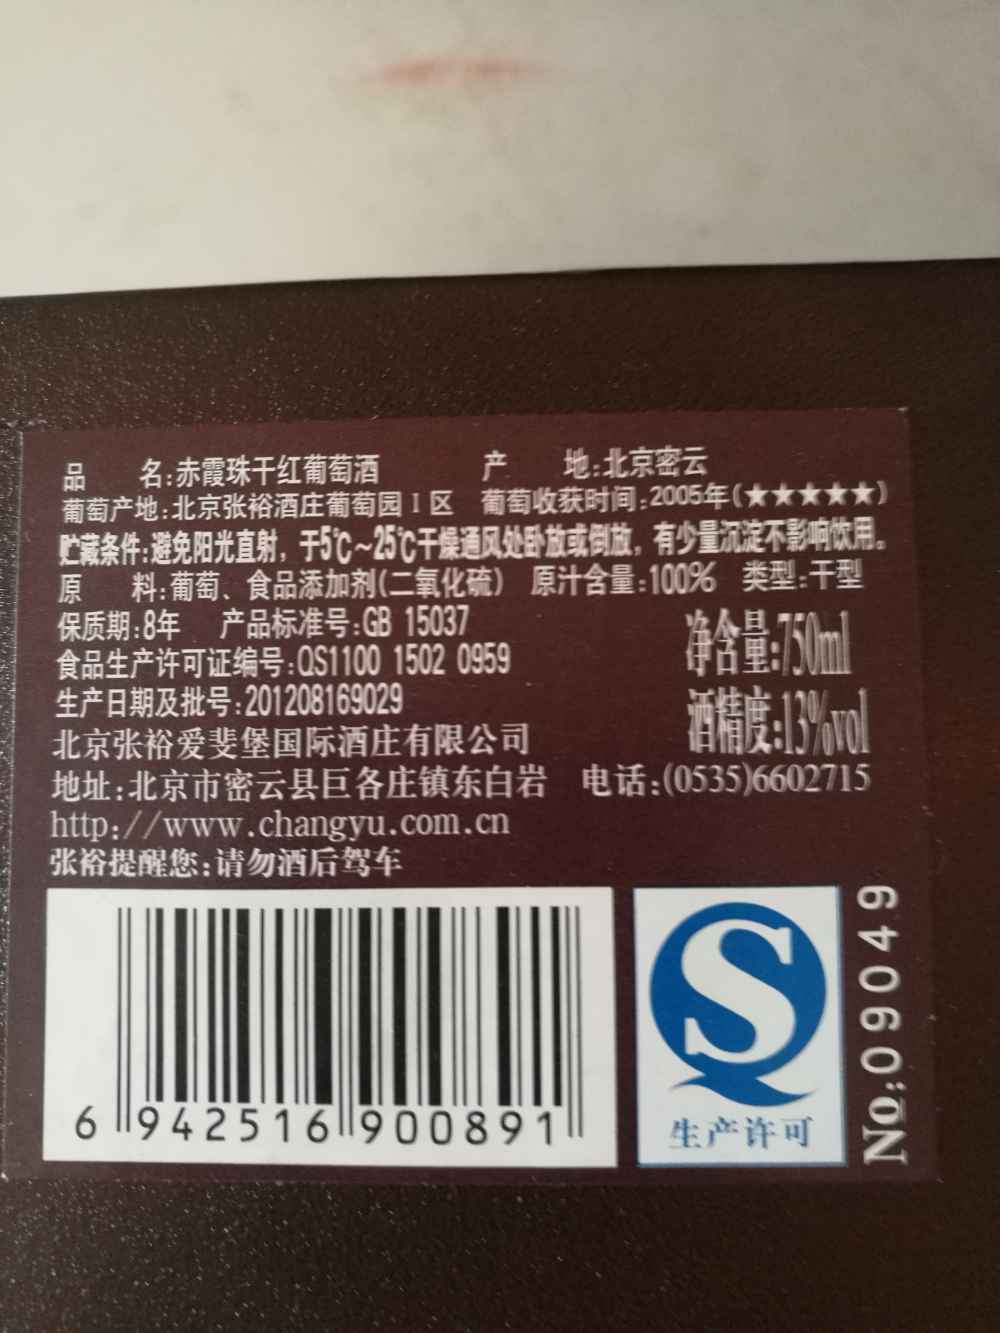 品 名:赤霞珠干红葡萄酒 产 地:北京密云
葡萄产地:北京张裕酒庄葡萄园Ⅰ区 葡萄收获时间:2005年(★★★★★)
贮藏条件:避免阳光直射，于5℃~25℃干燥通风处卧放或倒放，有少量沉淀不影响饮用。
原 料:葡萄、食品添加剂(二氧化硫) 原汁含量:100% 类型:干型
保质期:8年 产品标准号:GB 15037
净含量:750ml
食品生产许可证编号:QS1100 1502 0959
生产日期及批号:201208169029
酒精度:13%vol
北京张裕爱斐堡国际酒庄有限公司
地址:北京市密云县巨各庄镇东白岩 电话:(0535)6602715
http://www.changyu.com.cn
张裕提醒您:请勿酒后驾车
6 942516 900891
生产许可
NO:09049